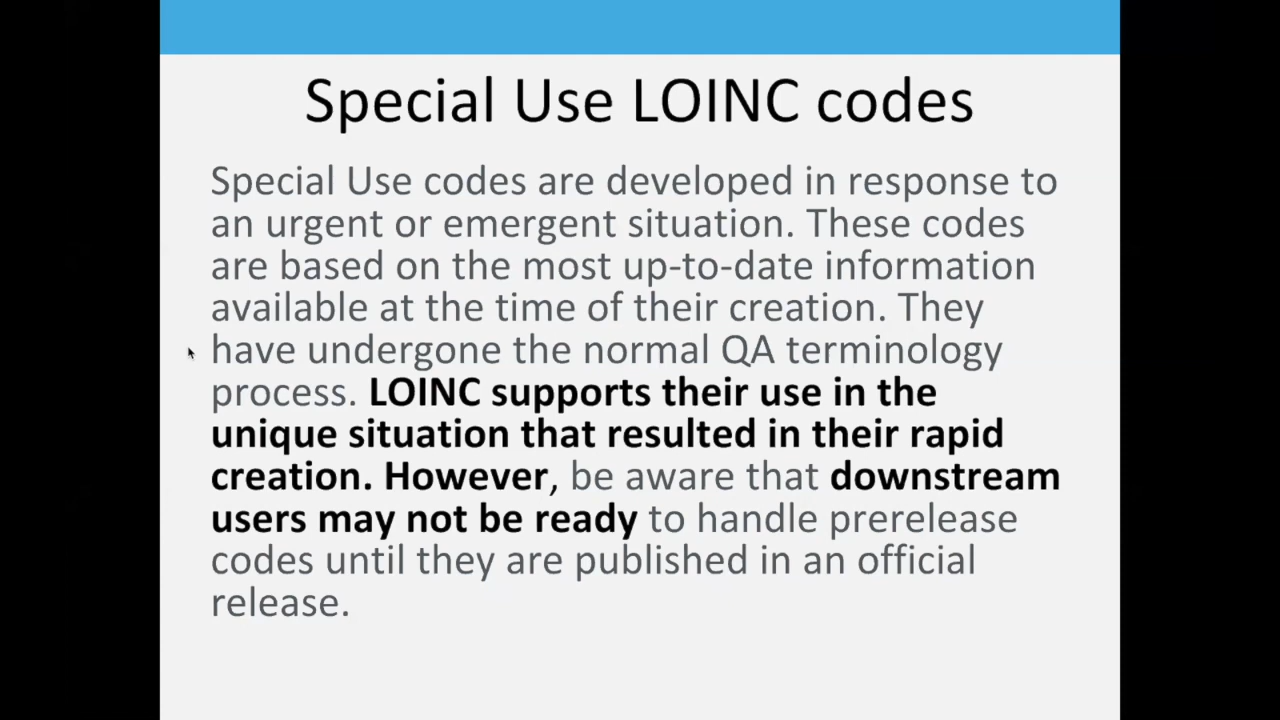 Special Use LOINC codes
Special Use codes are developed in response to
an urgent or emergent situation. These codes
are based on the most up-to-date information
available at the time of their creation. They
have undergone the normal QA terminology
process. LOINC supports their use in the
unique situation that resulted in their rapid
creation. However, be aware that downstream
users may not be ready to handle prerelease
codes until they are published in an official
release.